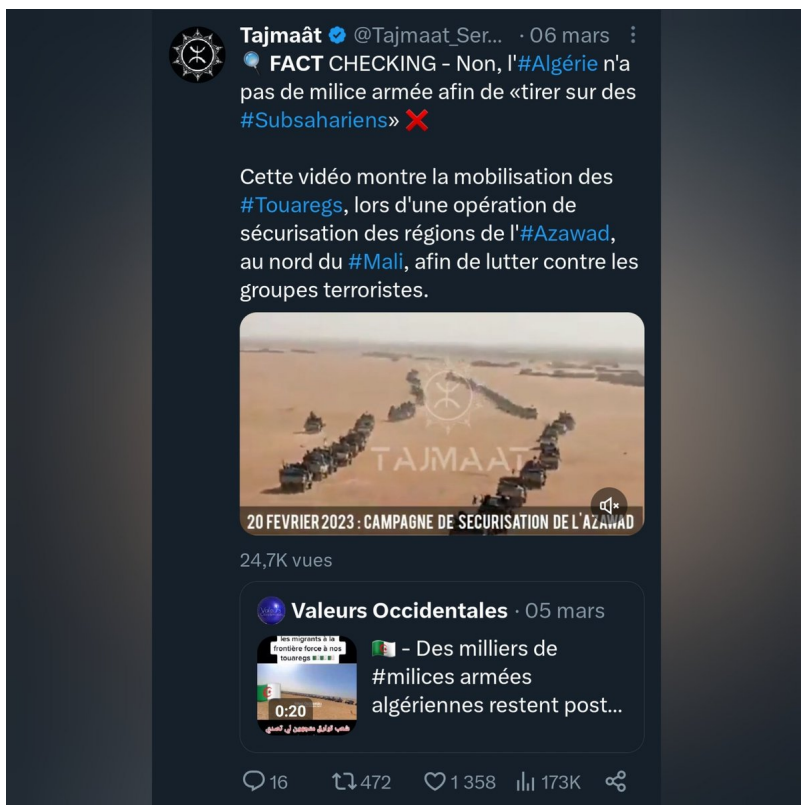 Tajmaât @Tajmaat_Ser... · 06 mars
FACT CHECKING - Non, l'#Algérie n'a
pas de milice armée afin de «tirer sur des
#Subsahariens» ❌
Cette vidéo montre la mobilisation des
#Touaregs, lors d'une opération de
sécurisation des régions de l'#Azawad,
au nord du #Mali, afin de lutter contre les
groupes terroristes.
TAJMAAT
20 FEVRIER 2023 : CAMPAGNE DE SECURISATION DE L'AZAWAD
24,7K vues
Valeurs Occidentales · 05 mars
les migrants à la
frontière force à nos
touaregs
0:20
🇩🇿 - Des milliers de
#milices armées
algériennes restent post...
16 472 1 358 173K